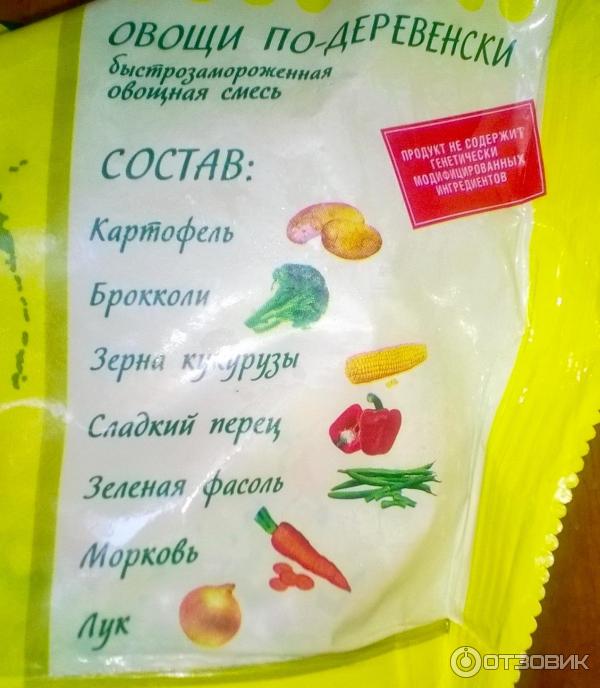 ОВОЩИ ПО-ДЕРЕВЕНСКИ
быстрозамороженная
овощная смесь
СОСТАВ:
ПРОДУКТ НЕ СОДЕРЖИТ
ГЕНЕТИЧЕСКИ
МОДИФИЦИРОВАННЫХ
ИНГРЕДИЕНТОВ
Картофель
Брокколи
Зерна кукурузы
Сладкий перец
Зеленая фасоль
Морковь
Лук
ОТЗОВИК